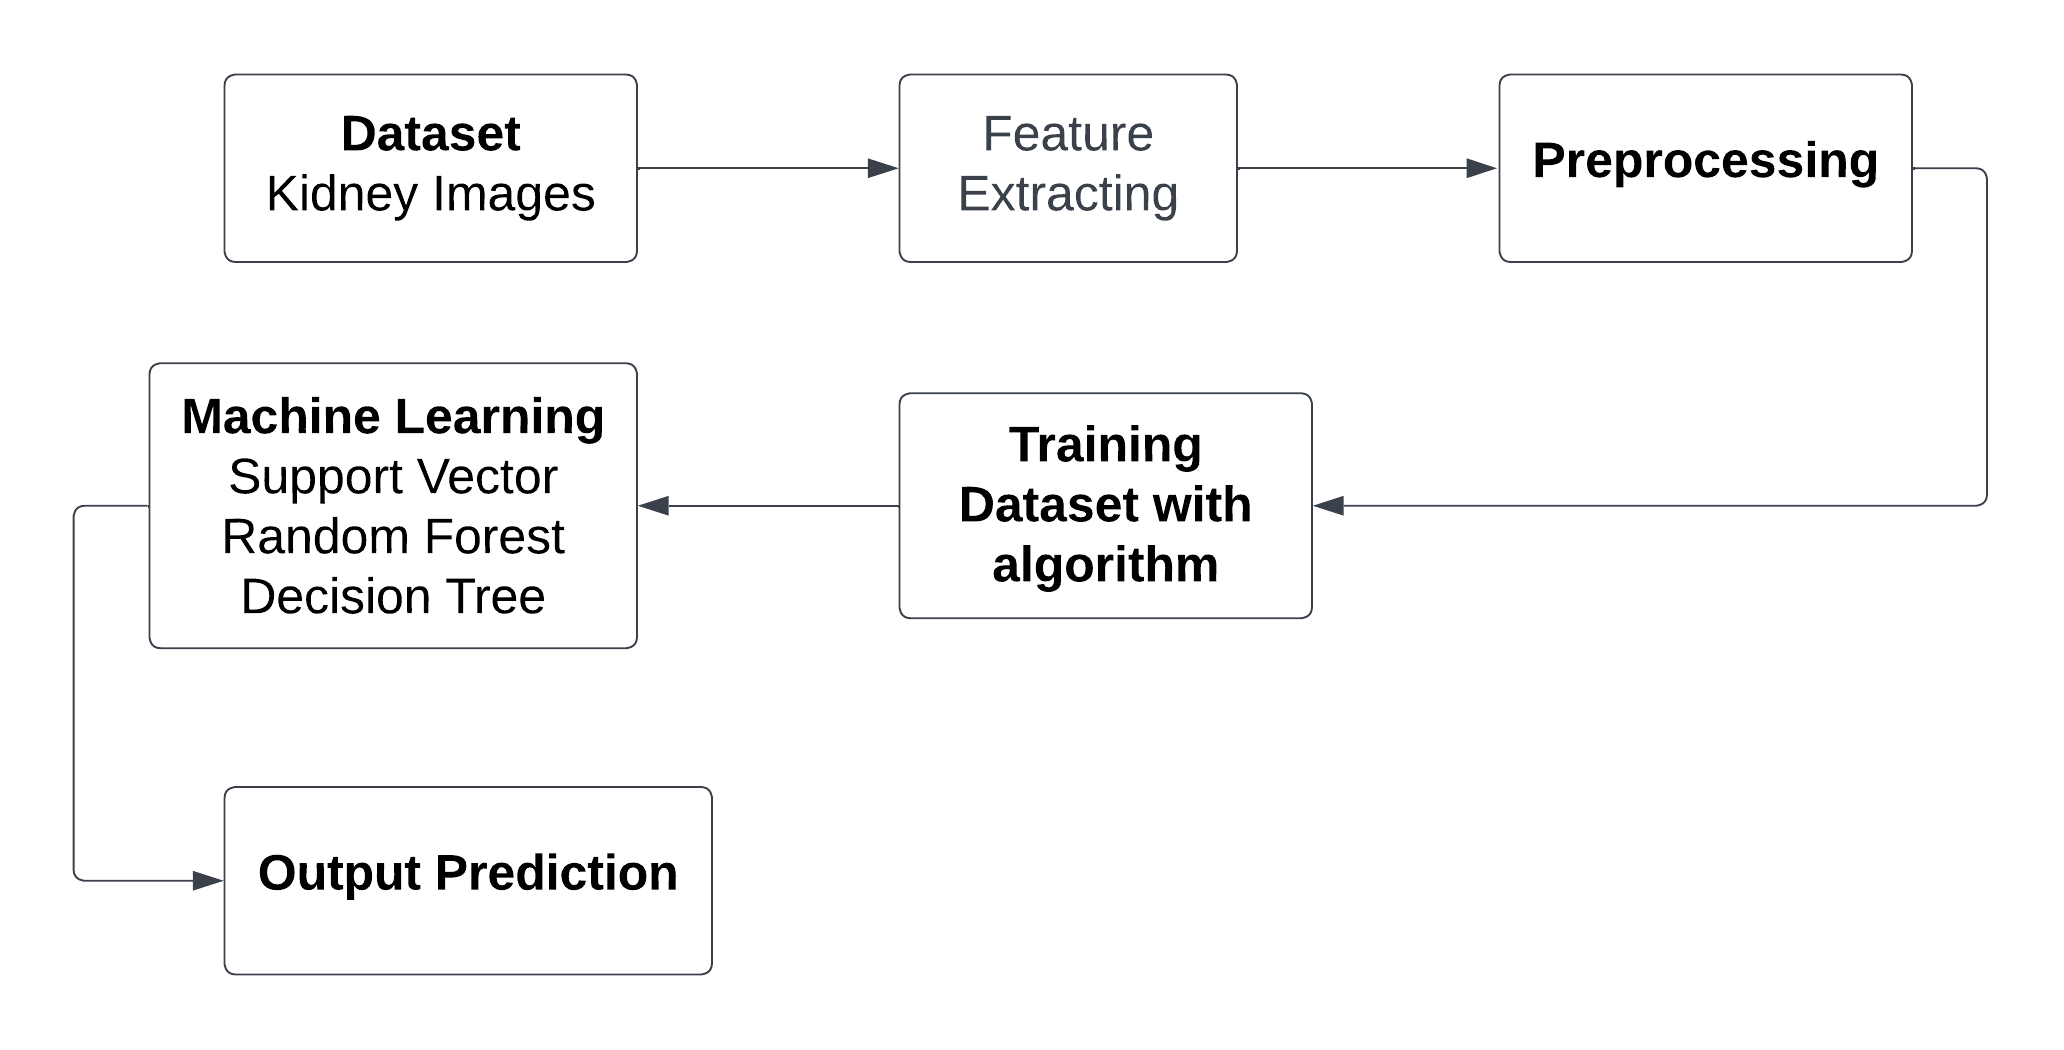 Dataset
Kidney Images
Feature
Extracting
Preprocessing
Training
Dataset with
algorithm
Machine Learning
Support Vector
Random Forest
Decision Tree
Output Prediction